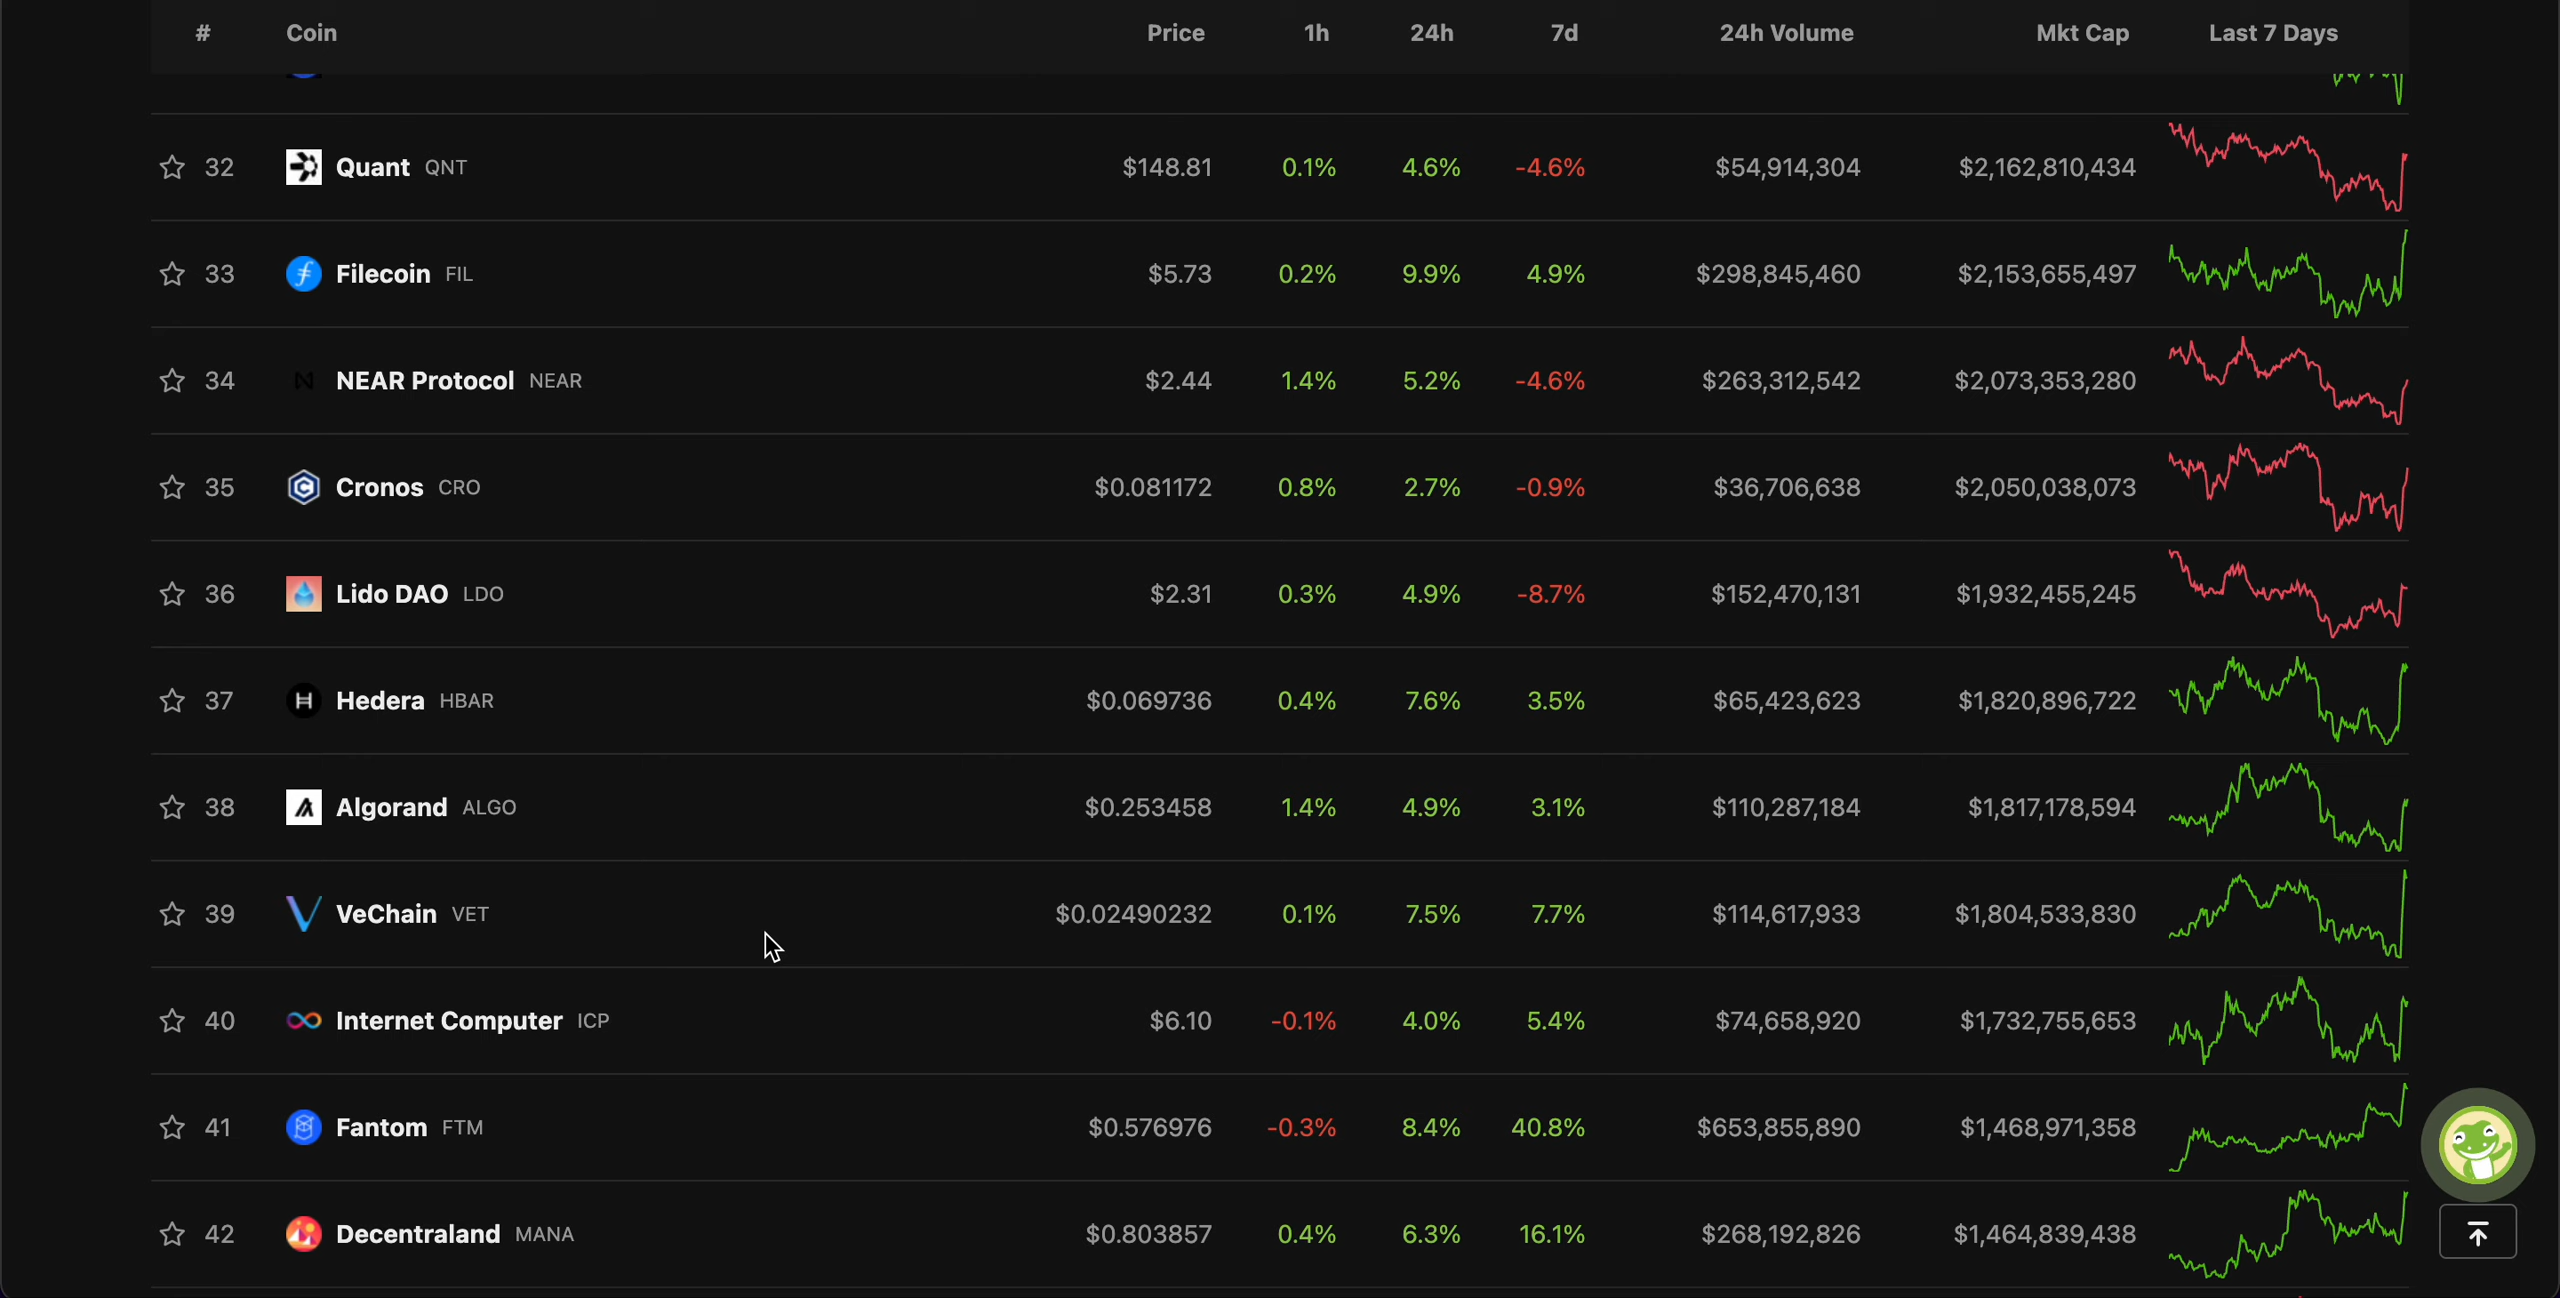 # Coin Price 1h 24h 7d 24h Volume Mkt Cap Last 7 Days
32 Quant QNT $148.81 0.1% 4.6% -4.6% $54,914,304 $2,162,810,434
33 Filecoin FIL $5.73 0.2% 9.9% 4.9% $298,845,460 $2,153,655,497
34 NEAR Protocol NEAR $2.44 1.4% 5.2% -4.6% $263,312,542 $2,073,353,280
35 Cronos CRO $0.081172 0.8% 2.7% -0.9% $36,706,638 $2,050,038,073
36 Lido DAO LDO $2.31 0.3% 4.9% -8.7% $152,470,131 $1,932,455,245
37 Hedera HBAR $0.069736 0.4% 7.6% 3.5% $65,423,623 $1,820,896,722
38 Algorand ALGO $0.253458 1.4% 4.9% 3.1% $110,287,184 $1,817,178,594
39 VeChain VET $0.02490232 0.1% 7.5% 7.7% $114,617,933 $1,804,533,830
40 Internet Computer ICP $6.10 -0.1% 4.0% 5.4% $74,658,920 $1,732,755,653
41 Fantom FTM $0.576976 -0.3% 8.4% 40.8% $653,855,890 $1,468,971,358
42 Decentraland MANA $0.803857 0.4% 6.3% 16.1% $268,192,826 $1,464,839,438